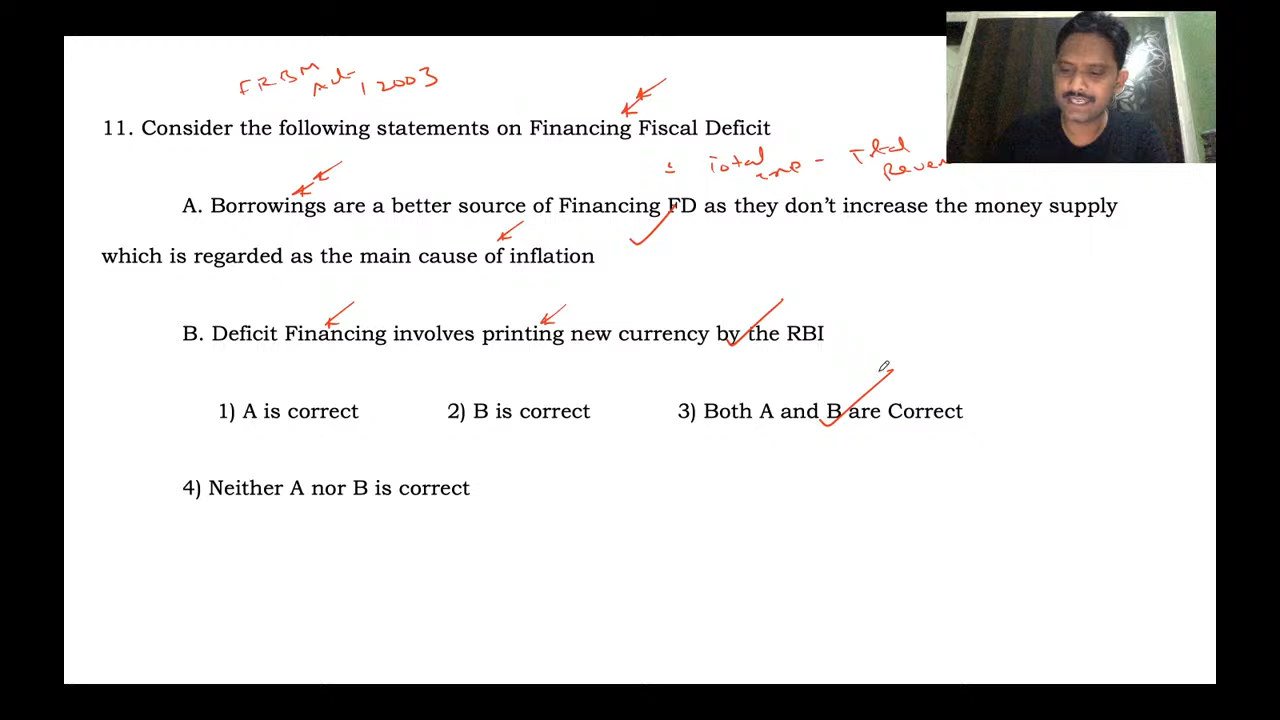 FRBM Act, 2003
11. Consider the following statements on Financing Fiscal Deficit
= Total exp - Total Reven
A. Borrowings are a better source of Financing FD as they don’t increase the money supply
which is regarded as the main cause of inflation
B. Deficit Financing involves printing new currency by the RBI
1) A is correct 2) B is correct 3) Both A and B are Correct
4) Neither A nor B is correct